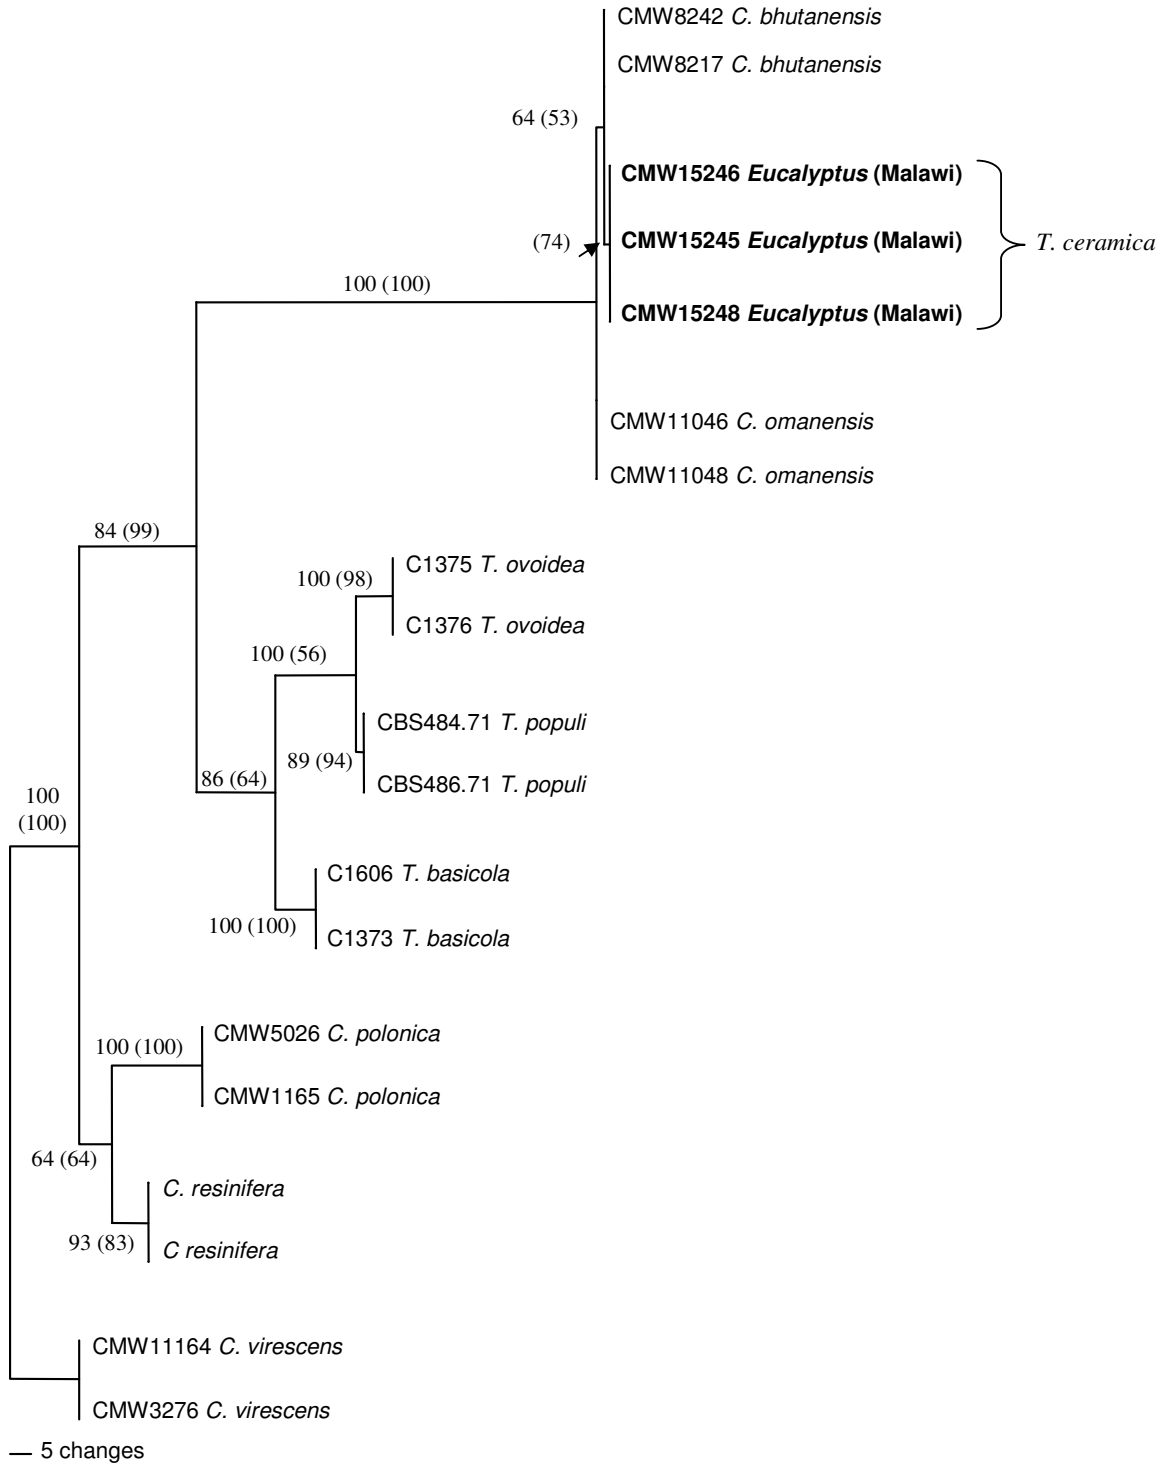 CMW8242 C. bhutanensis
CMW8217 C. bhutanensis
64 (53)
CMW15246 Eucalyptus (Malawi)
(74)
CMW15245 Eucalyptus (Malawi)
T. ceramica
100 (100)
CMW15248 Eucalyptus (Malawi)
CMW11046 C. omanensis
CMW11048 C. omanensis
84 (99)
C1375 T. ovoidea
100 (98)
C1376 T. ovoidea
100 (56)
CBS484.71 T. populi
89 (94)
86 (64)
CBS486.71 T. populi
100
(100)
C1606 T. basicola
100 (100)
C1373 T. basicola
CMW5026 C. polonica
100 (100)
CMW1165 C. polonica
64 (64)
C. resinifera
93 (83)
C resinifera
CMW11164 C. virescens
CMW3276 C. virescens
5 changes